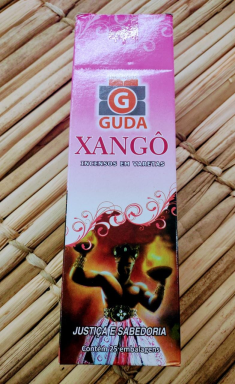 G
GUDA
XANGÔ
INCENSOS EM VARETAS
JUSTIÇA E SABEDORIA
Contém 25 embalagens